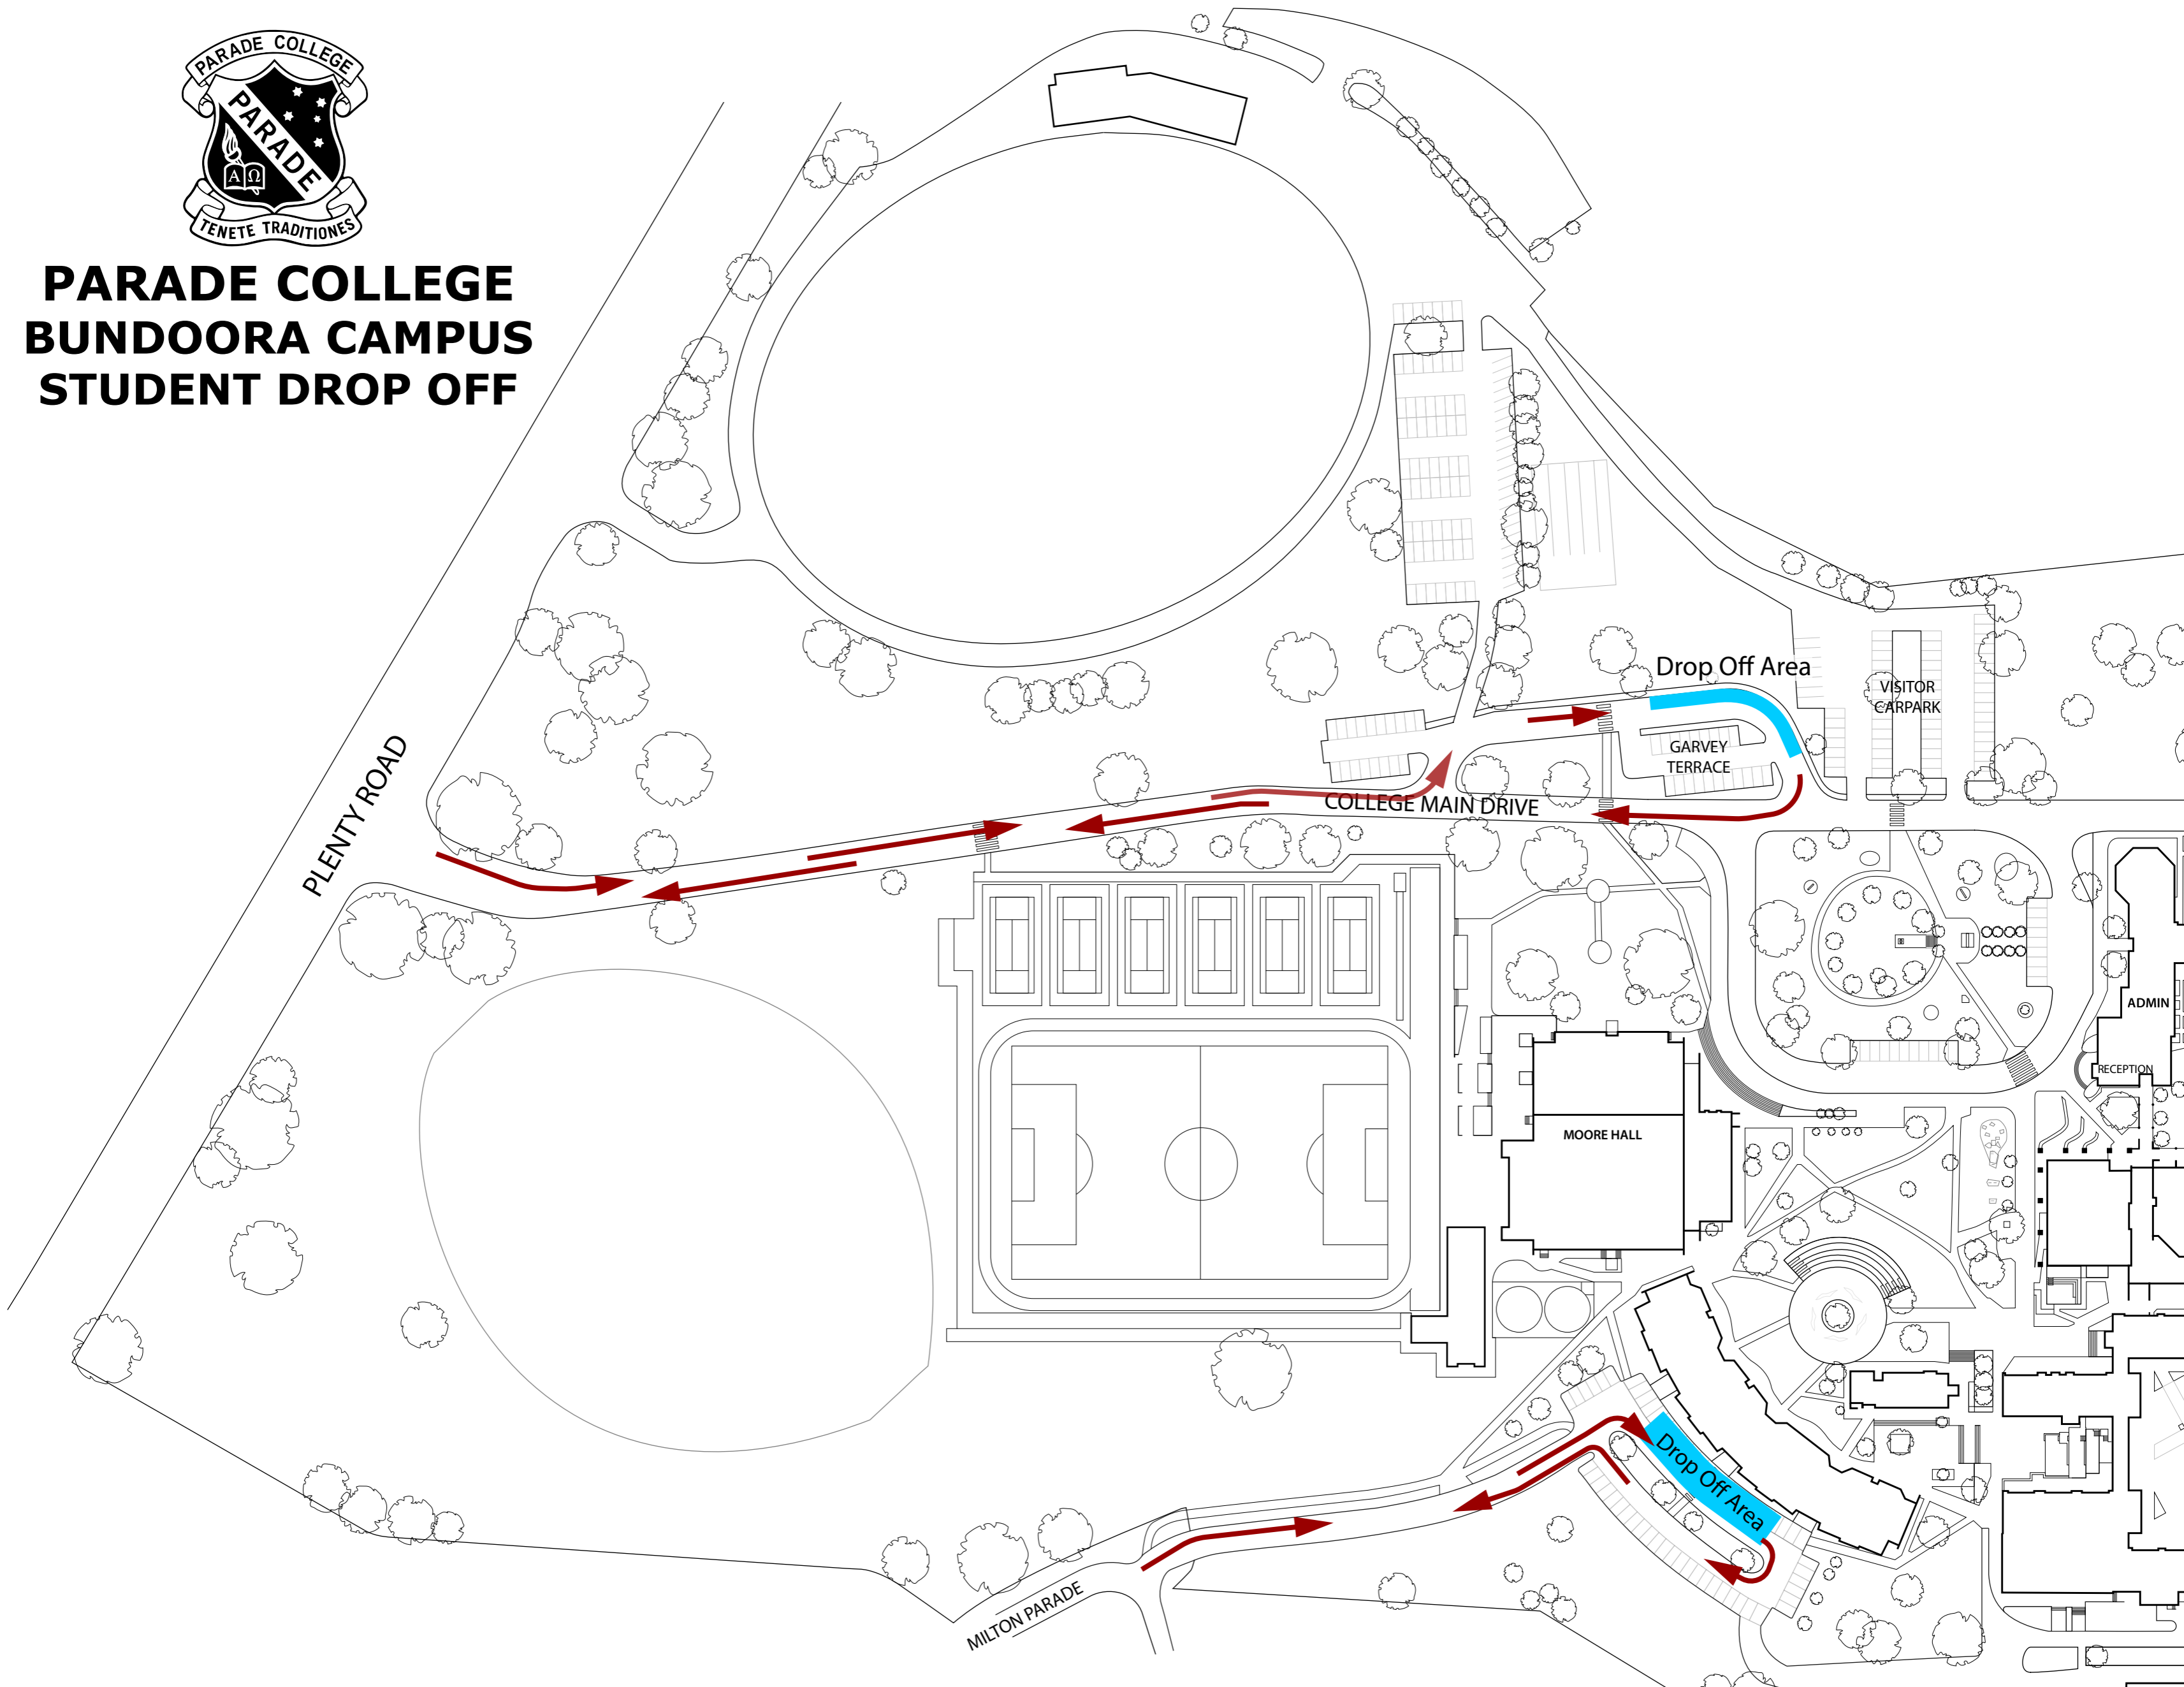 PARADE COLLEGE
PARADE
Α Ω
TENETE TRADITIONES
PARADE COLLEGE
BUNDOORA CAMPUS
STUDENT DROP OFF
PLENTY ROAD
Drop Off Area
VISITOR
CARPARK
GARVEY
TERRACE
COLLEGE MAIN DRIVE
ADMIN
RECEPTION
MOORE HALL
Drop Off Area
MILTON PARADE